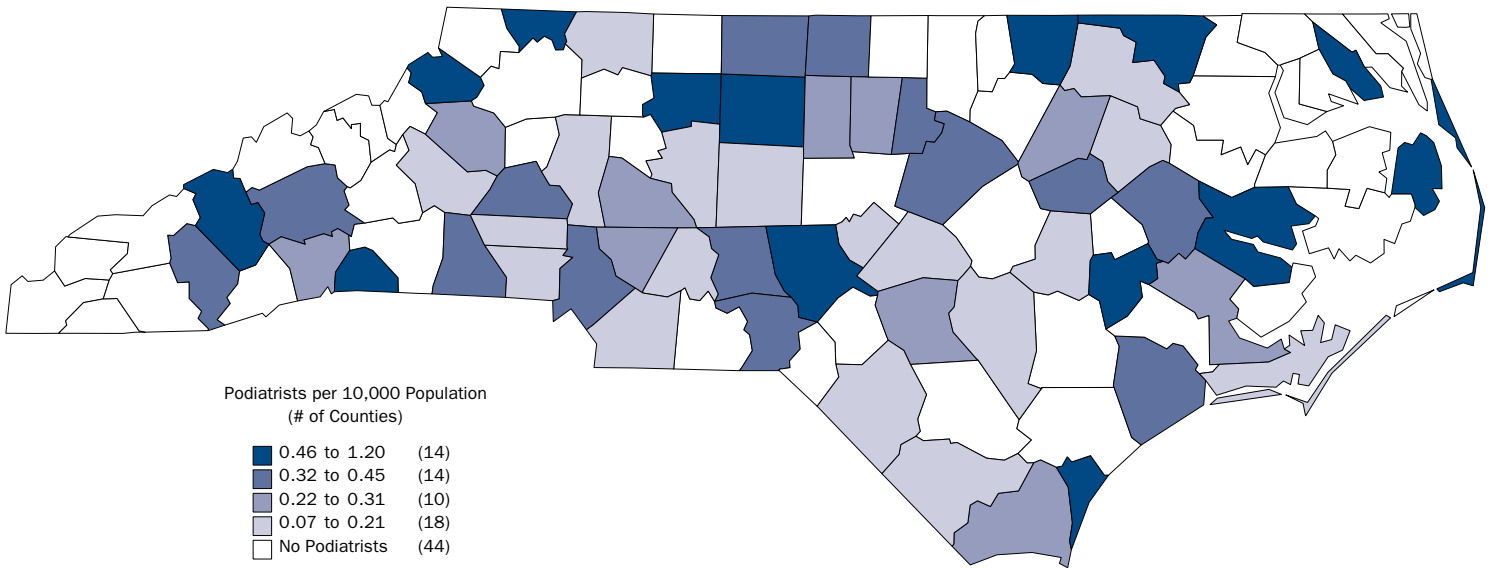 Podiatrists per 10,000 Population
(# of Counties)
0.46 to 1.20 (14)
0.32 to 0.45 (14)
0.22 to 0.31 (10)
0.07 to 0.21 (18)
No Podiatrists (44)